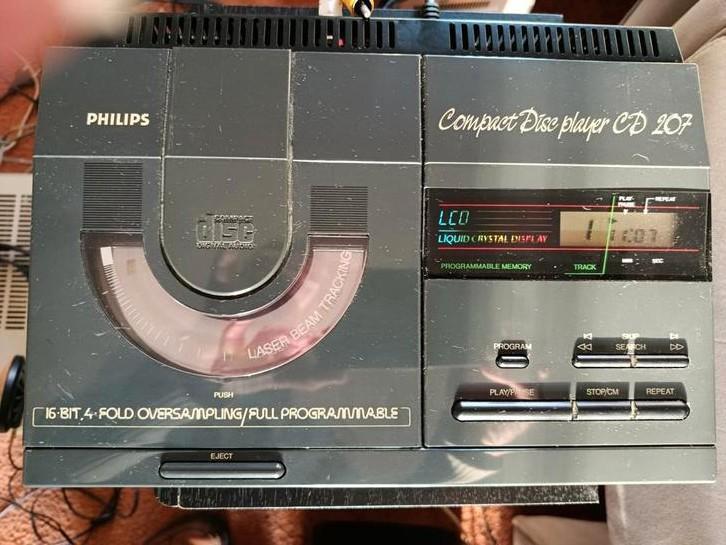 PHILIPS
Compact Disc player CD 207
COMPACT
disc
DIGITAL AUDIO
PLAY/
PAUSE
REPEAT
LCD
LIQUID CRYSTAL DISPLAY
1
PROGRAMMABLE MEMORY
TRACK
MIN
SEC
LASER BEAM TRACKING
PROGRAM
SKIP
SEARCH
PUSH
PLAY/PAUSE
STOP/CM
REPEAT
16·BIT 4·FOLD OVERSAMPLING/FULL PROGRAMMABLE
EJECT